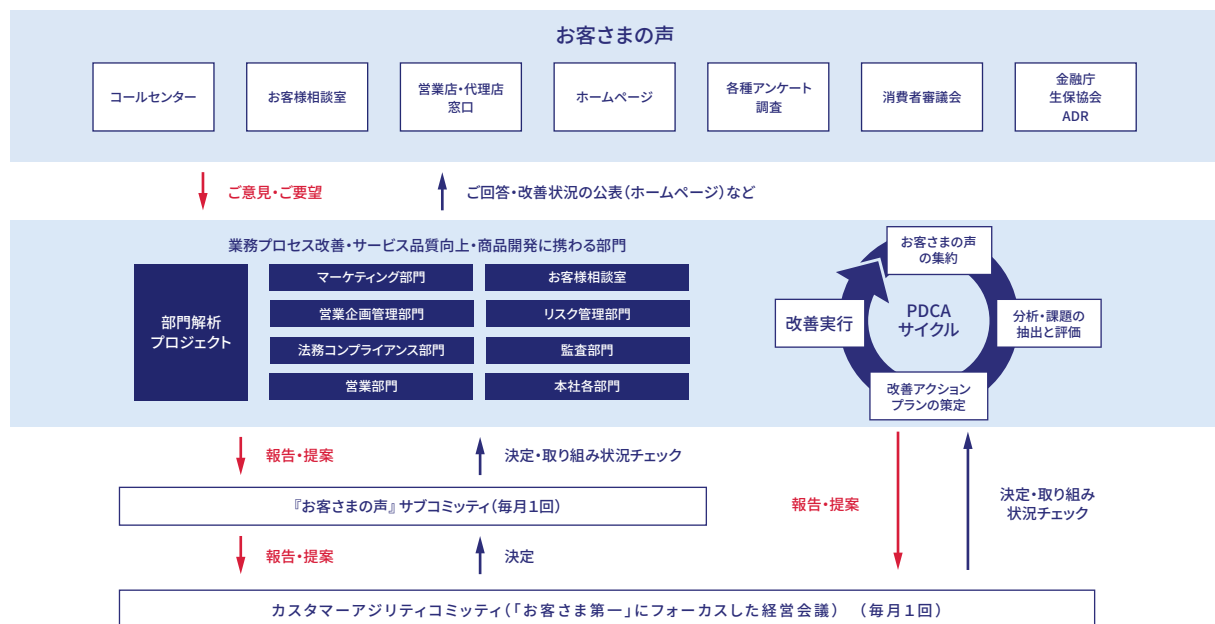 お客さまの声
コールセンター
お客様相談室
営業店・代理店
窓口
ホームページ
各種アンケート
調査
消費者審議会
金融庁
生保協会
ADR
ご意見・ご要望
ご回答・改善状況の公表(ホームページ)など
業務プロセス改善・サービス品質向上・商品開発に携わる部門
部門解析
プロジェクト
マーケティング部門
お客様相談室
営業企画管理部門
リスク管理部門
法務コンプライアンス部門
監査部門
営業部門
本社各部門
お客さまの声
の集約
PDCA
サイクル
改善実行
分析・課題の
抽出と評価
改善アクション
プランの策定
報告・提案
決定・取り組み状況チェック
『お客さまの声』サブコミッティ(毎月1回)
報告・提案
決定
報告・提案
決定・取り組み
状況チェック
カスタマーアジリティコミッティ(「お客さま第一」にフォーカスした経営会議) (毎月1回)